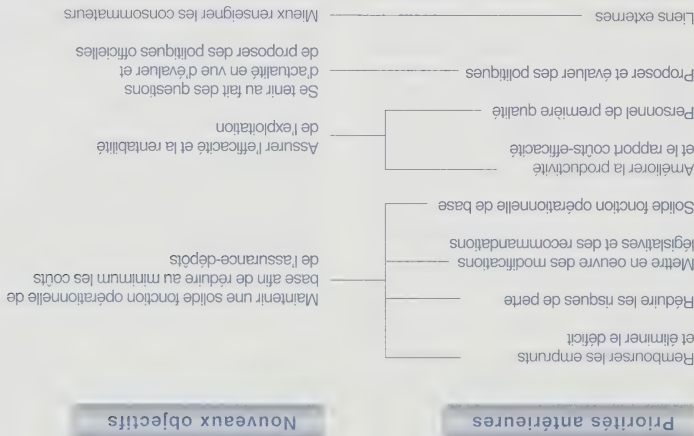 Priorités antérieures
Nouveaux objectifs
Rembourser les emprunts
et éliminer le déficit
Réduire les risques de perte
Mettre en oeuvre des modifications
législatives et des recommandations
Solide fonction opérationnelle de base
Maintenir une solide fonction opérationnelle de
base afin de réduire au minimum les coûts
de l'assurance-dépôts
Améliorer la productivité
et le rapport coûts-efficacité
Personnel de première qualité
Assurer l'efficacité et la rentabilité
de l'exploitation
Proposer et évaluer des politiques
Se tenir au fait des questions
d'actualité en vue d'évaluer et
de proposer des politiques officielles
Liens externes
Mieux renseigner les consommateurs